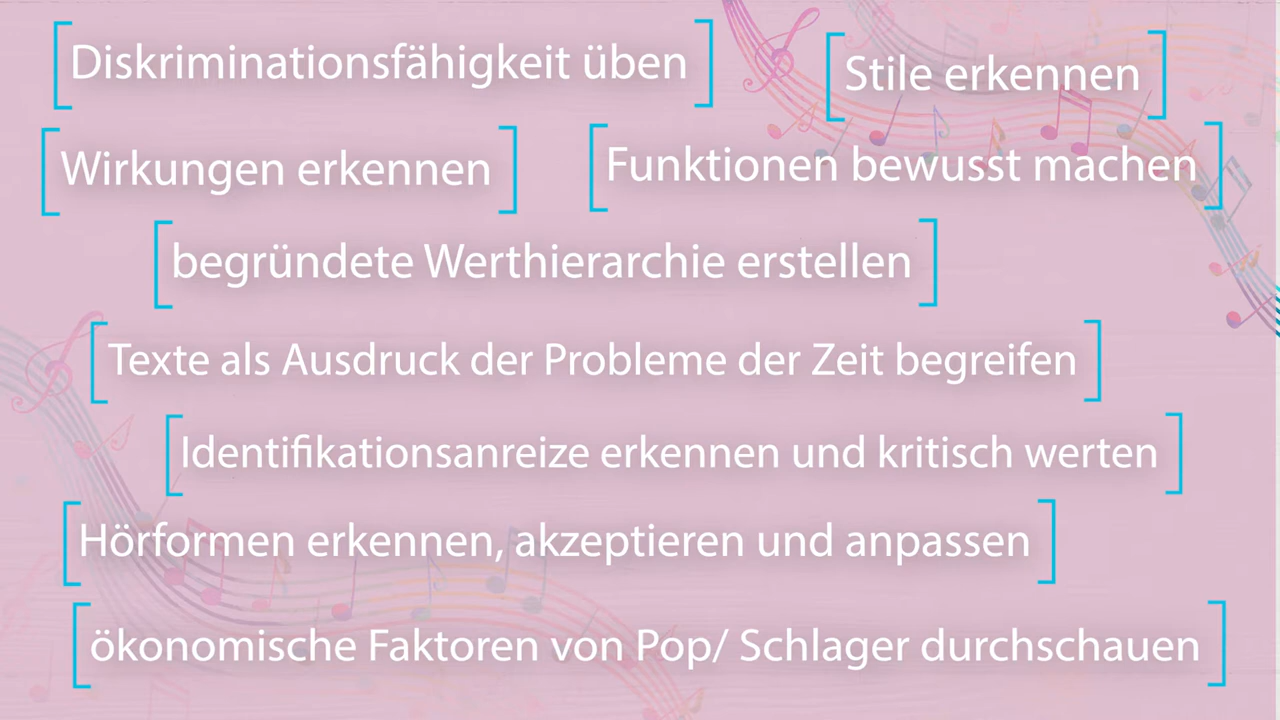 Diskriminationsfähigkeit üben
Stile erkennen
Wirkungen erkennen
Funktionen bewusst machen
begründete Werthierarchie erstellen
Texte als Ausdruck der Probleme der Zeit begreifen
Identifikationsanreize erkennen und kritisch werten
Hörformen erkennen, akzeptieren und anpassen
ökonomische Faktoren von Pop/ Schlager durchschauen